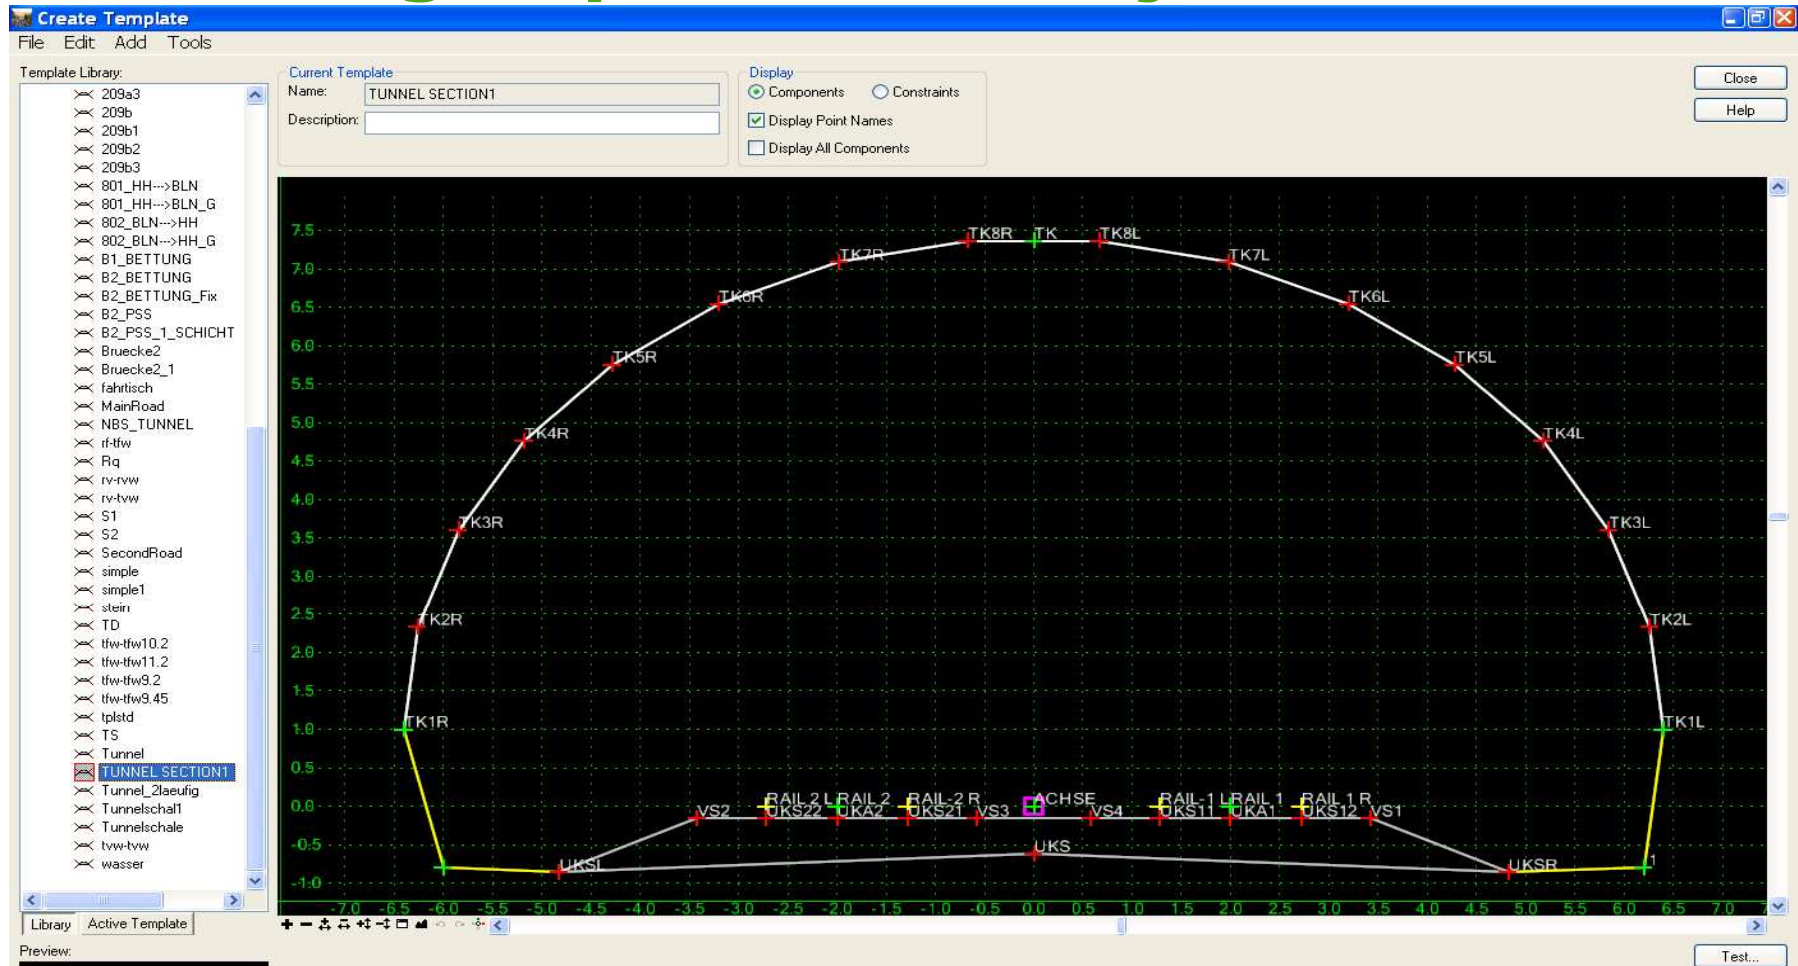 Create Template
File Edit Add Tools
Template Library:
209a3
209b
209b1
209b2
209b3
801_HH--->BLN
801_HH--->BLN_G
802_BLN--->HH
802_BLN--->HH_G
B1_BETTUNG
B2_BETTUNG
B2_BETTUNG_Fix
B2_PSS
B2_PSS_1_SCHICHT
Bruecke2
Bruecke2_1
fahrtisch
MainRoad
NBS_TUNNEL
rf-tfw
Rq
rv-rvw
rv-tvw
S1
S2
SecondRoad
simple
simple1
stein
TD
tfw-tfw10.2
tfw-tfw11.2
tfw-tfw9.2
tfw-tfw9.45
tplstd
TS
Tunnel
TUNNEL SECTION1
Tunnel_2laeufig
Tunnelschal1
Tunnelschale
tvw-tvw
wasser
Library Active Template
Preview:
Current Template
Name: TUNNEL SECTION1
Description:
Display
Components Constraints
Display Point Names
Display All Components
Close
Help
7.5 TK8R TK TK8L
TK7R TK7L
7.0
TK6R TK6L
6.5
6.0
TK5R TK5L
5.5
5.0
TK4R TK4L
4.5
4.0
TK3R TK3L
3.5
3.0
2.5 TK2R TK2L
2.0
1.5
1.0 TK1R TK1L
0.5
0.0 RAIL 2 L RAIL 2 RAIL-2 R ACHSE RAIL-1 L RAIL 1 RAIL 1 R
VS2 UKS22 UKA2 UKS21 VS3 VS4 UKS11 UKA1 UKS12 VS1
-0.5 UKS
UKSL UKSR 1
-1.0
-7.0 -6.5 -6.0 -5.5 -5.0 -4.5 -4.0 -3.5 -3.0 -2.5 -2.0 -1.5 -1.0 -0.5 0.0 0.5 1.0 1.5 2.0 2.5 3.0 3.5 4.0 4.5 5.0 5.5 6.0 6.5 7.0
Test...